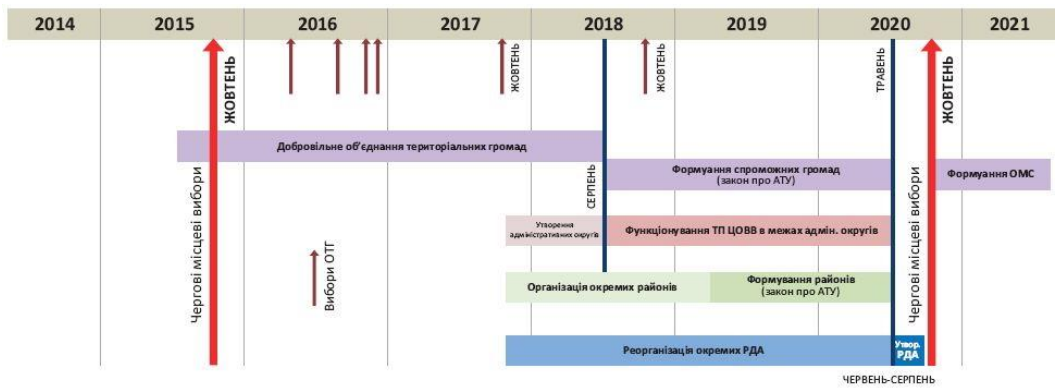 2014 2015 2016 2017 2018 2019 2020 2021
ЖОВТЕНЬ
ЖОВТЕНЬ
ЖОВТЕНЬ
ТРАВЕНЬ
ЖОВТЕНЬ
Добровільне об’єднання територіальних громад
СЕРПЕНЬ
Формуання спроможних громад
(закон про АТУ)
Формуання ОМС
Чергові місцеві вибори
Утворення
адміністративних округів
Функціонування ТП ЦОВВ в межах адмін. округів
Чергові місцеві вибори
Вибори ОТГ
Організація окремих районів
Формування районів
(закон про АТУ)
Реорганізація окремих РДА
Утвор.
РДА
ЧЕРВЕНЬ-СЕРПЕНЬ